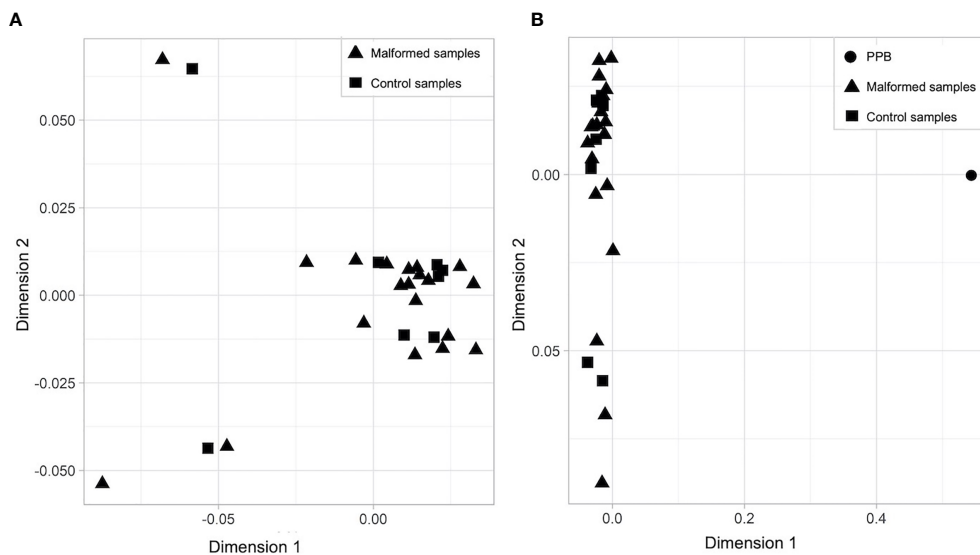 A
Malformed samples
Control samples
0.050
0.025
0.000
-0.025
-0.050
Dimension 2
-0.05
0.00
Dimension 1
B
PPB
Malformed samples
Control samples
0.00
0.05
Dimension 2
0.0
0.2
0.4
Dimension 1